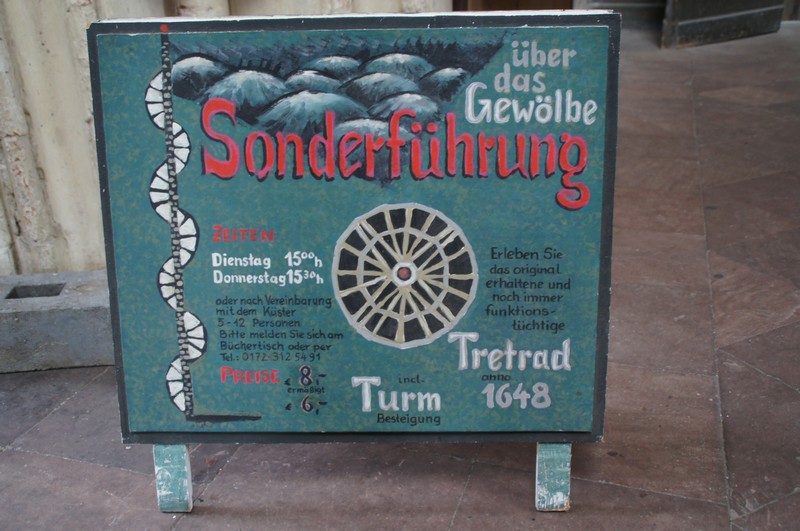 über
das
Gewölbe
Sonderführung
ZEITEN
Dienstag 15⁰⁰h
Donnerstag 15³⁰h
oder nach Vereinbarung
mit dem Küster
5-12 Personen
Bitte melden Sie sich am
Büchertisch oder per
Tel.: 0172-312 54 91
PREISE € 8,-
ermäßigt
€ 6,-
incl.
Turm
Besteigung
Erleben Sie
das original
erhaltene und
noch immer
funktions-
tüchtige
Tretrad
anno
1648